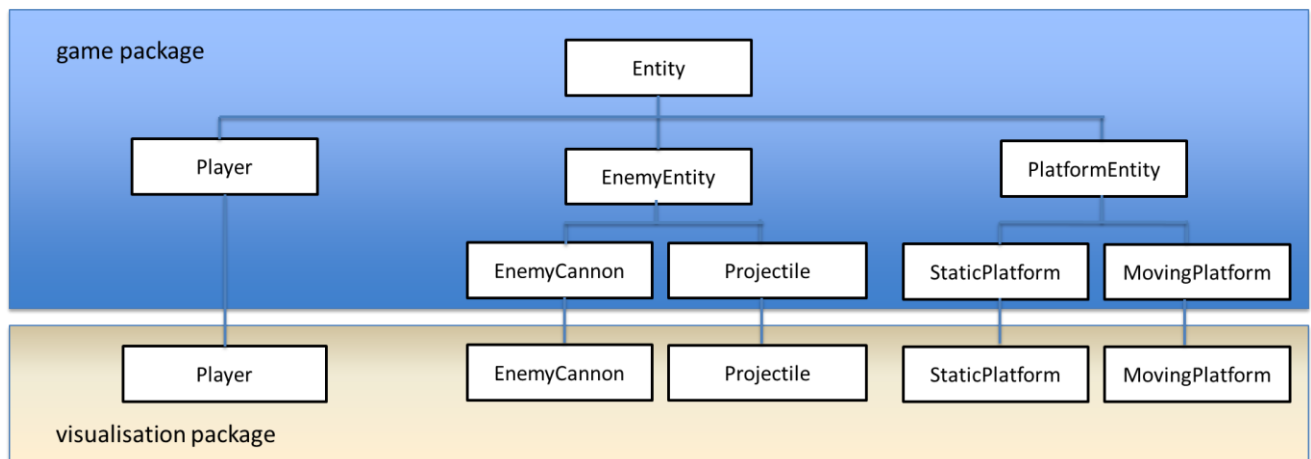 game package
Entity
Player
EnemyEntity
PlatformEntity
EnemyCannon
Projectile
StaticPlatform
MovingPlatform
Player
EnemyCannon
Projectile
StaticPlatform
MovingPlatform
visualisation package